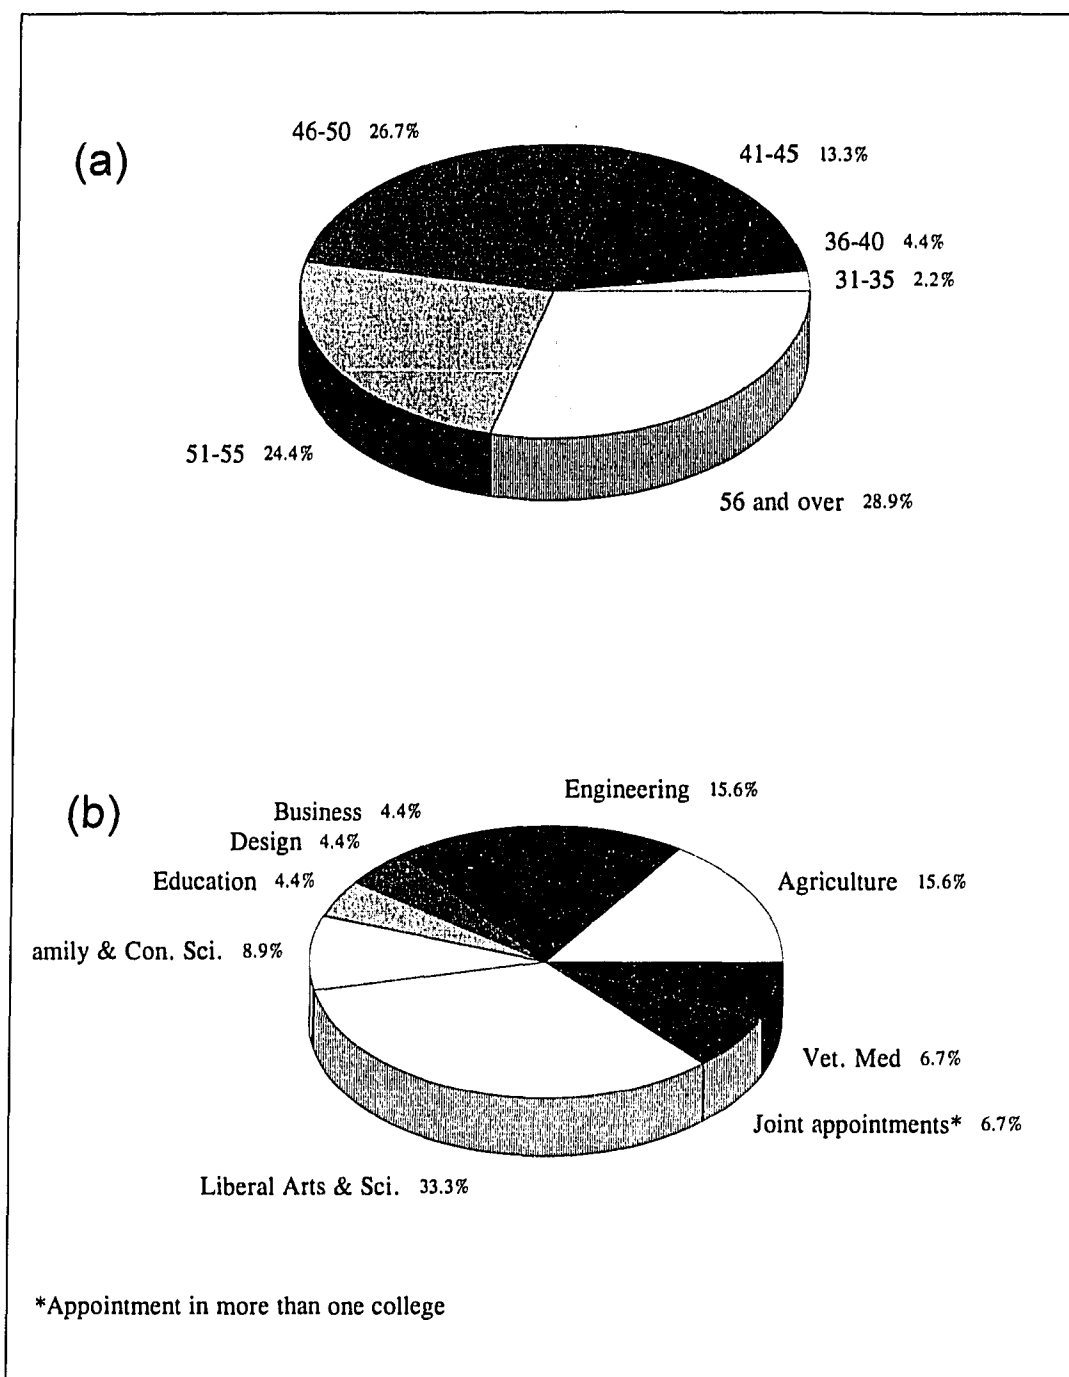 (a)
46-50 26.7%
41-45 13.3%
36-40 4.4%
31-35 2.2%
51-55 24.4%
56 and over 28.9%
(b)
Engineering 15.6%
Business 4.4%
Design 4.4%
Education 4.4%
Agriculture 15.6%
amily & Con. Sci. 8.9%
Vet. Med 6.7%
Joint appointments* 6.7%
Liberal Arts & Sci. 33.3%
*Appointment in more than one college